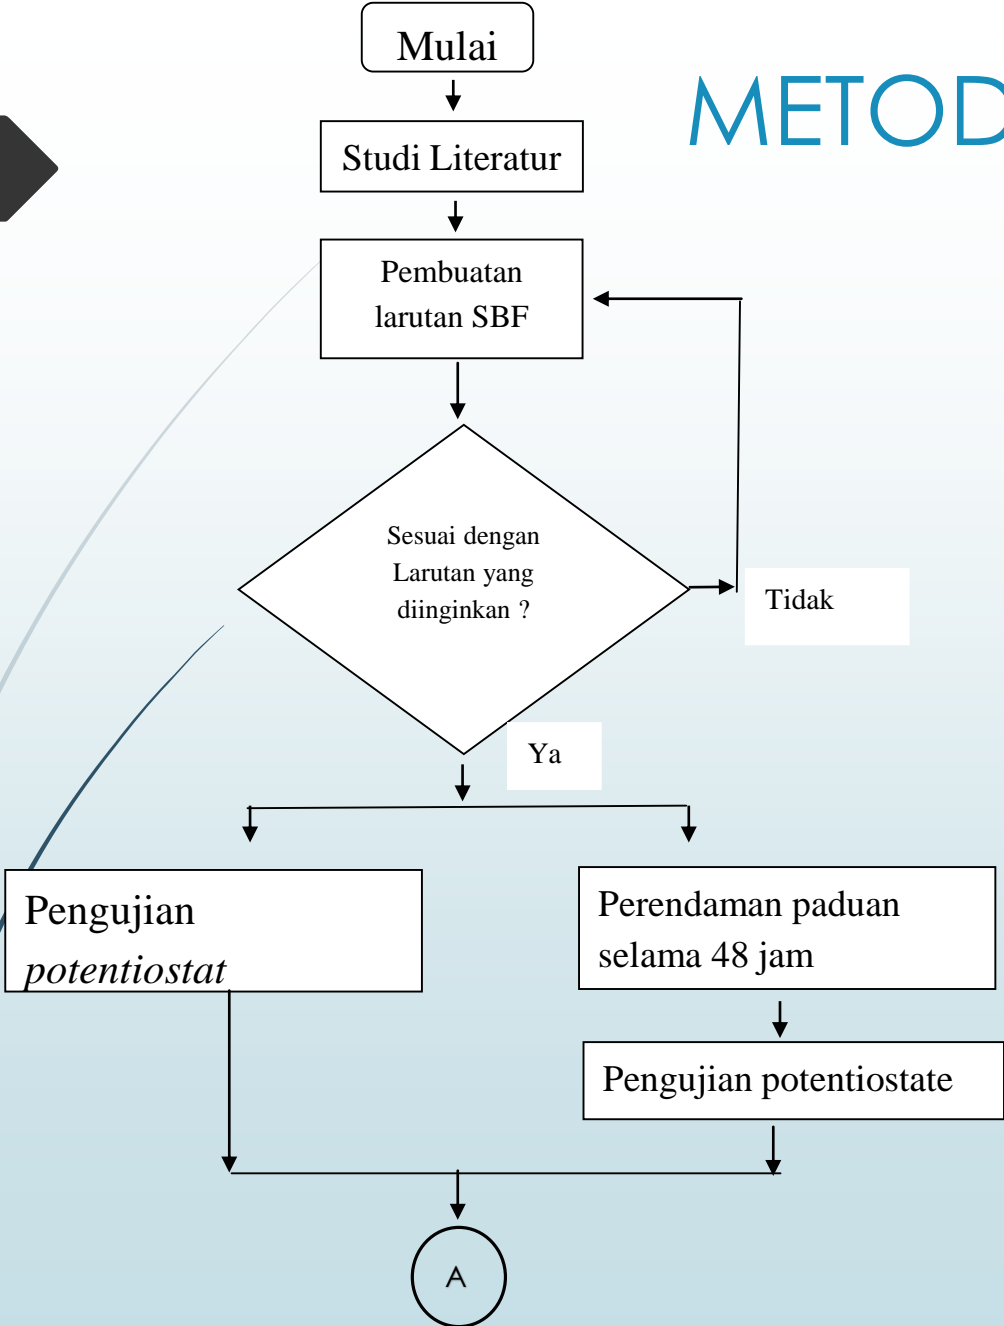 Mulai
METOD
Studi Literatur
Pembuatan
larutan SBF
Sesuai dengan
Larutan yang
diinginkan ?
Tidak
Ya
Pengujian
potentiostat
Perendaman paduan
selama 48 jam
Pengujian potentiostate
A